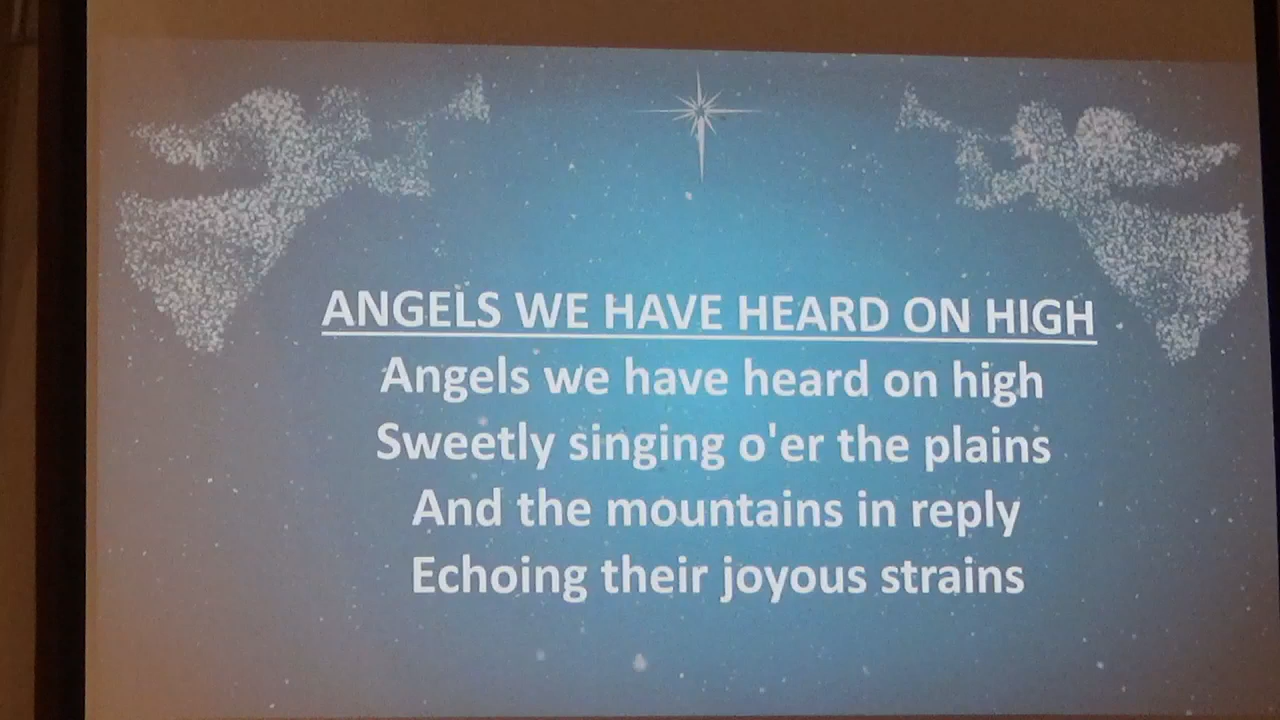 ANGELS WE HAVE HEARD ON HIGH
Angels we have heard on high
Sweetly singing o'er the plains
And the mountains in reply
Echoing their joyous strains